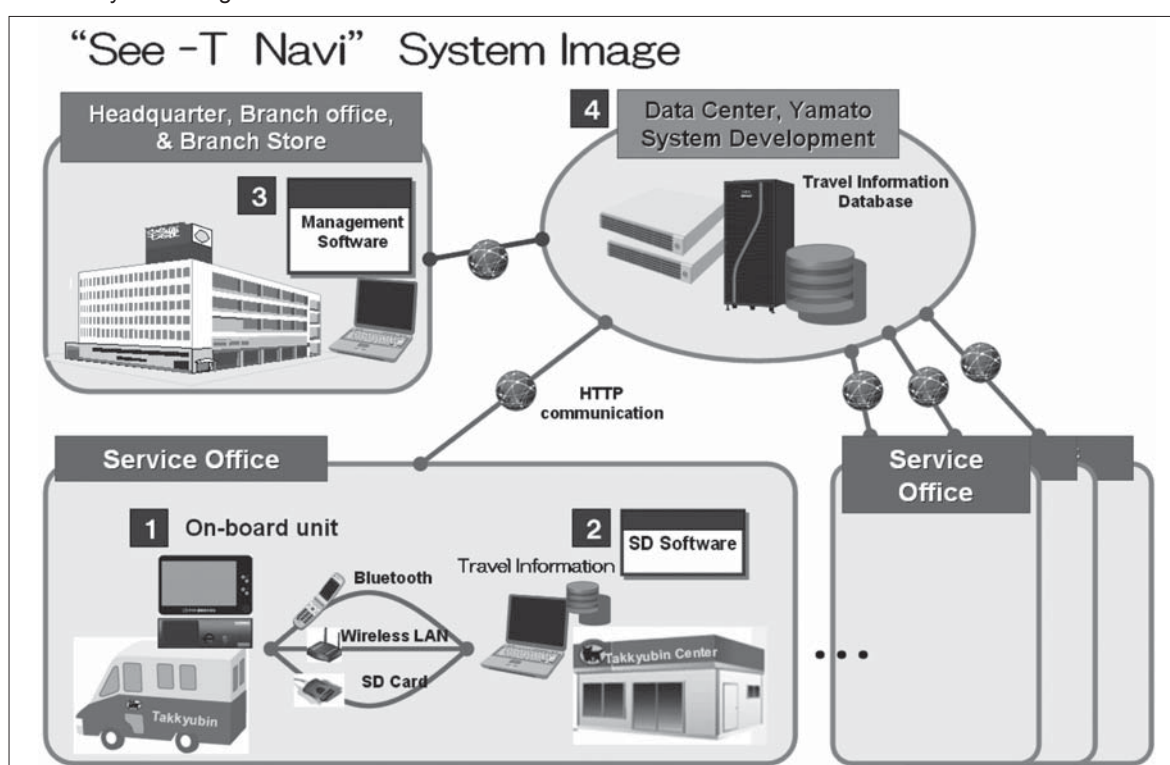 “See -T Navi” System Image
Headquarter, Branch office,
& Branch Store
3
Management
Software
4
Data Center, Yamato
System Development
Travel Information
Database
HTTP
communication
Service Office
1
On-board unit
Bluetooth
Wireless LAN
SD Card
Travel Information
2
SD Software
Takkyubin
Takkyubin Center
• • •
Service
Office